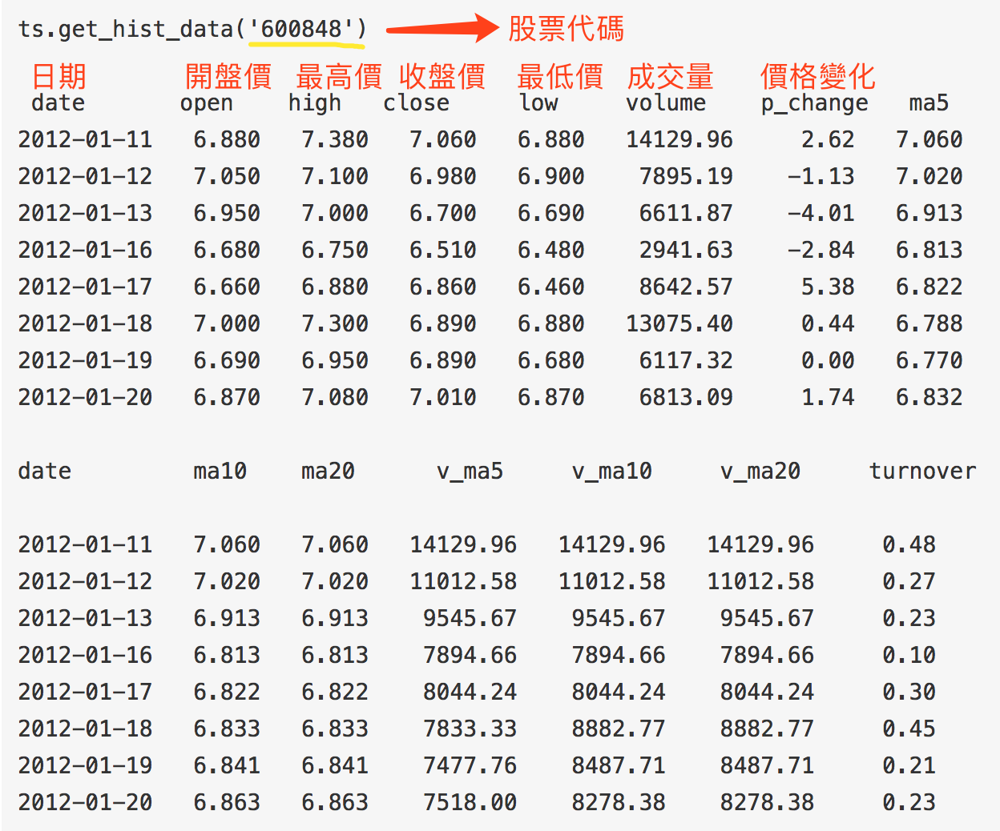 ts.get_hist_data('600848') 股票代碼
日期 開盤價 最高價 收盤價 最低價 成交量 價格變化
date open high close low volume p_change ma5
2012-01-11 6.880 7.380 7.060 6.880 14129.96 2.62 7.060
2012-01-12 7.050 7.100 6.980 6.900 7895.19 -1.13 7.020
2012-01-13 6.950 7.000 6.700 6.690 6611.87 -4.01 6.913
2012-01-16 6.680 6.750 6.510 6.480 2941.63 -2.84 6.813
2012-01-17 6.660 6.880 6.860 6.460 8642.57 5.38 6.822
2012-01-18 7.000 7.300 6.890 6.880 13075.40 0.44 6.788
2012-01-19 6.690 6.950 6.890 6.680 6117.32 0.00 6.770
2012-01-20 6.870 7.080 7.010 6.870 6813.09 1.74 6.832
date ma10 ma20 v_ma5 v_ma10 v_ma20 turnover
2012-01-11 7.060 7.060 14129.96 14129.96 14129.96 0.48
2012-01-12 7.020 7.020 11012.58 11012.58 11012.58 0.27
2012-01-13 6.913 6.913 9545.67 9545.67 9545.67 0.23
2012-01-16 6.813 6.813 7894.66 7894.66 7894.66 0.10
2012-01-17 6.822 6.822 8044.24 8044.24 8044.24 0.30
2012-01-18 6.833 6.833 7833.33 8882.77 8882.77 0.45
2012-01-19 6.841 6.841 7477.76 8487.71 8487.71 0.21
2012-01-20 6.863 6.863 7518.00 8278.38 8278.38 0.23